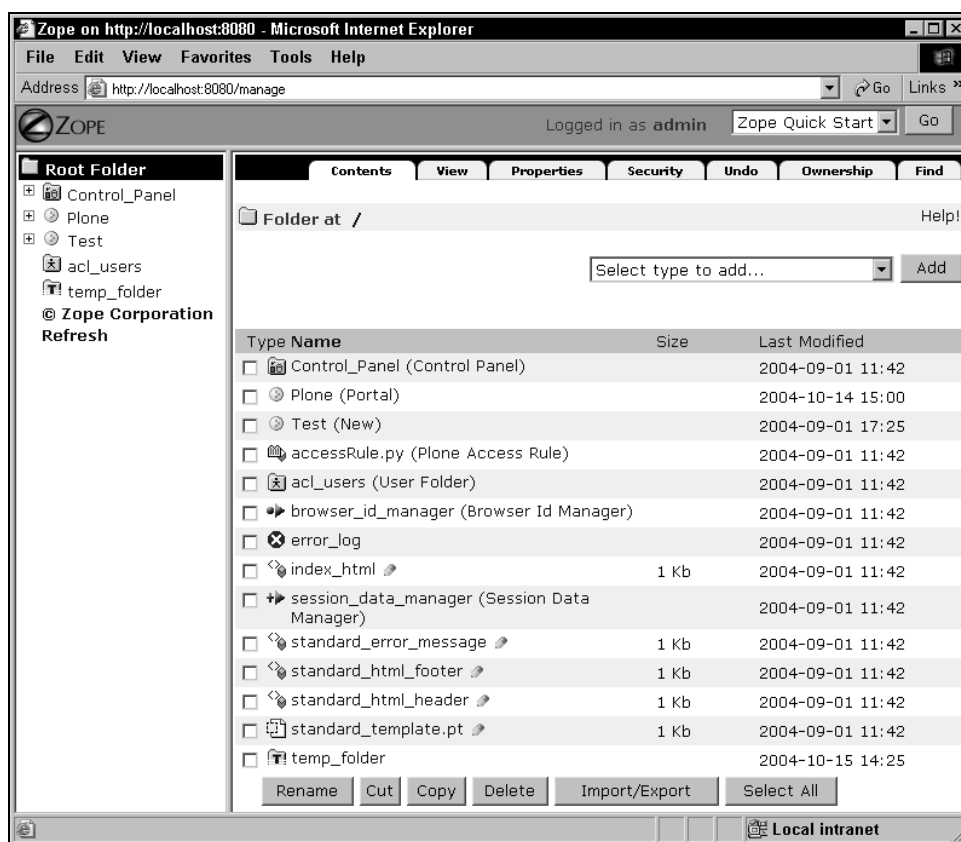 Zope on http://localhost:8080 - Microsoft Internet Explorer
File Edit View Favorites Tools Help
Address http://localhost:8080/manage Go Links »
ZOPE Logged in as admin Zope Quick Start Go
Root Folder
Control_Panel
Plone
Test
acl_users
temp_folder
© Zope Corporation
Refresh
Contents View Properties Security Undo Ownership Find
Folder at / Help!
Select type to add... Add
Type Name Size Last Modified
Control_Panel (Control Panel) 2004-09-01 11:42
Plone (Portal) 2004-10-14 15:00
Test (New) 2004-09-01 17:25
accessRule.py (Plone Access Rule) 2004-09-01 11:42
acl_users (User Folder) 2004-09-01 11:42
browser_id_manager (Browser Id Manager) 2004-09-01 11:42
error_log 2004-09-01 11:42
index_html 1 Kb 2004-09-01 11:42
session_data_manager (Session Data
Manager) 2004-09-01 11:42
standard_error_message 1 Kb 2004-09-01 11:42
standard_html_footer 1 Kb 2004-09-01 11:42
standard_html_header 1 Kb 2004-09-01 11:42
standard_template.pt 1 Kb 2004-09-01 11:42
temp_folder 2004-10-15 14:25
Rename Cut Copy Delete Import/Export Select All
Local intranet